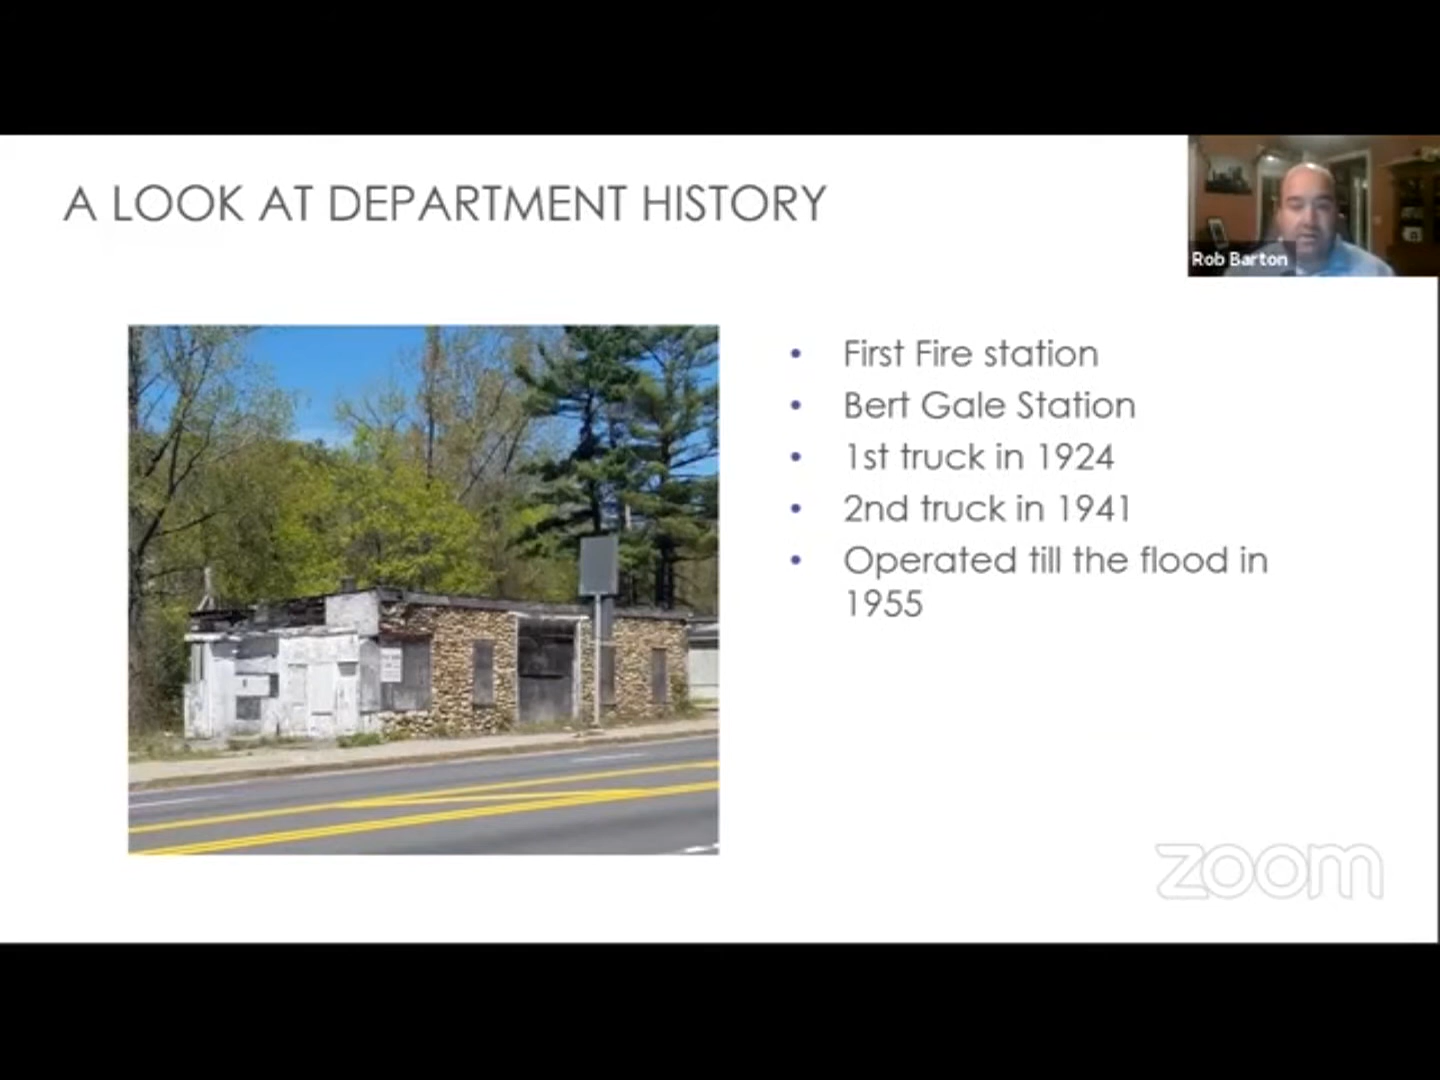 A LOOK AT DEPARTMENT HISTORY
Rob Barton
• First Fire station
• Bert Gale Station
• 1st truck in 1924
• 2nd truck in 1941
• Operated till the flood in
1955
zoom